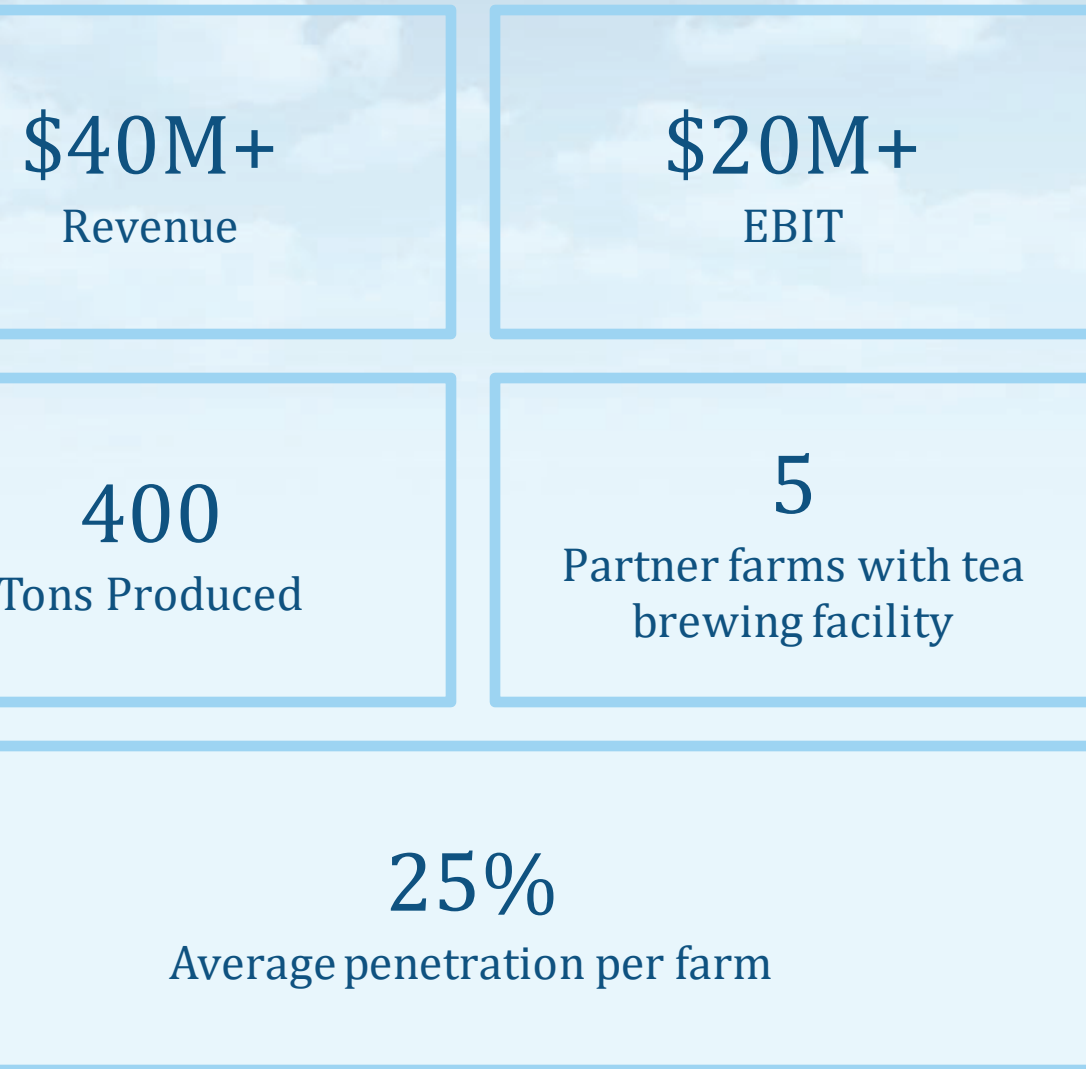 $40M+
Revenue
$20M+
EBIT
400
Tons Produced
5
Partner farms with tea
brewing facility
25%
Average penetration per farm